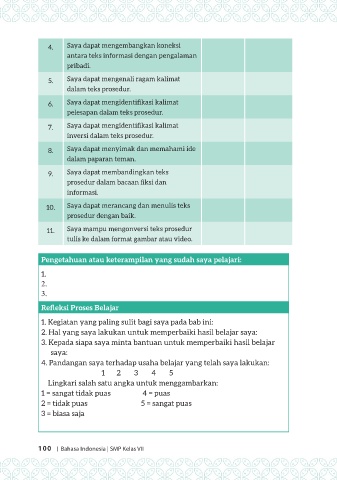 4. Saya dapat mengembangkan koneksi
antara teks informasi dengan pengalaman
pribadi.
5. Saya dapat mengenali ragam kalimat
dalam teks prosedur.
6. Saya dapat mengidentifikasi kalimat
pelesapan dalam teks prosedur.
7. Saya dapat mengidentifikasi kalimat
inversi dalam teks prosedur.
8. Saya dapat menyimak dan memahami ide
dalam paparan teman.
9. Saya dapat membandingkan teks
prosedur dalam bacaan fiksi dan
informasi.
10. Saya dapat merancang dan menulis teks
prosedur dengan baik.
11. Saya mampu mengonversi teks prosedur
tulis ke dalam format gambar atau video.
Pengetahuan atau keterampilan yang sudah saya pelajari:
1.
2.
3.
Refleksi Proses Belajar
1. Kegiatan yang paling sulit bagi saya pada bab ini:
2. Hal yang saya lakukan untuk memperbaiki hasil belajar saya:
3. Kepada siapa saya minta bantuan untuk memperbaiki hasil belajar
saya:
4. Pandangan saya terhadap usaha belajar yang telah saya lakukan:
1 2 3 4 5
Lingkari salah satu angka untuk menggambarkan:
1 = sangat tidak puas 4 = puas
2 = tidak puas 5 = sangat puas
3 = biasa saja
100 | Bahasa Indonesia | SMP Kelas VII